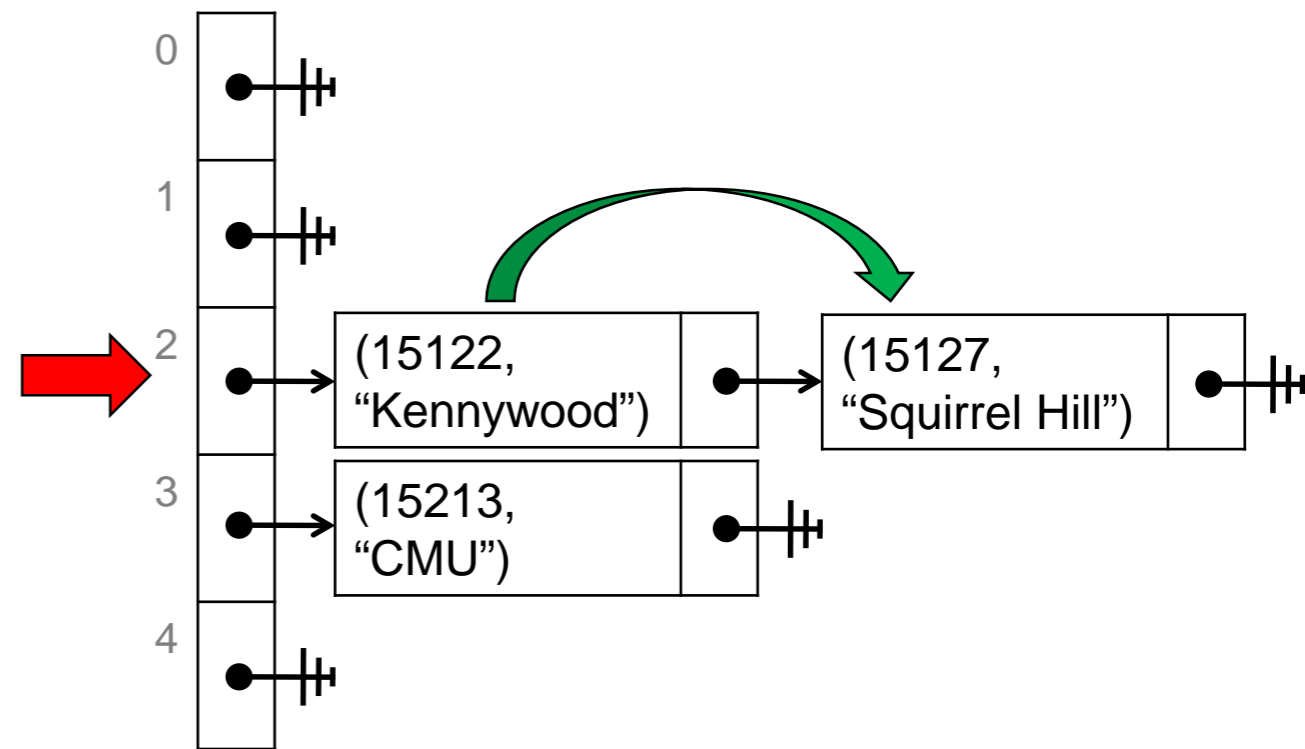 0
1
2
(15122,
“Kennywood”)
(15127,
“Squirrel Hill”)
3
(15213,
“CMU”)
4